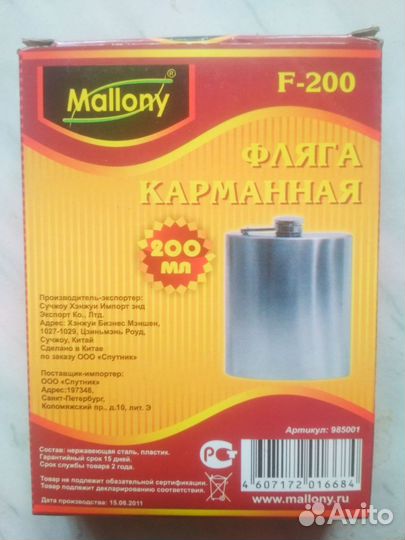 Mallony®
F-200
ФЛЯГА
КАРМАННАЯ
200
МЛ
Производитель-экспортер:
Сучжоу Хэнжуи Импорт энд
Экспорт Ко., Лтд.
Адрес: Хэнжуи Бизнес Мэншен,
1027-1029, Цзиньмэнь Роуд,
Сучжоу, Китай
Сделано в Китае
по заказу ООО «Спутник»
Поставщик-импортер:
ООО «Спутник»
Адрес:197348,
Санкт-Петербург,
Коломяжский пр., д.10, лит. Э
Артикул: 985001
Состав: нержавеющая сталь, пластик.
Гарантийный срок 15 дней.
Срок службы товара 2 года.
Товар не подлежит обязательной сертификации.
Товар не подлежит декларированию соответствия.
Дата производства: 15.06.2011
РСТ
4 607172 016684
www.mallony.ru
Avito